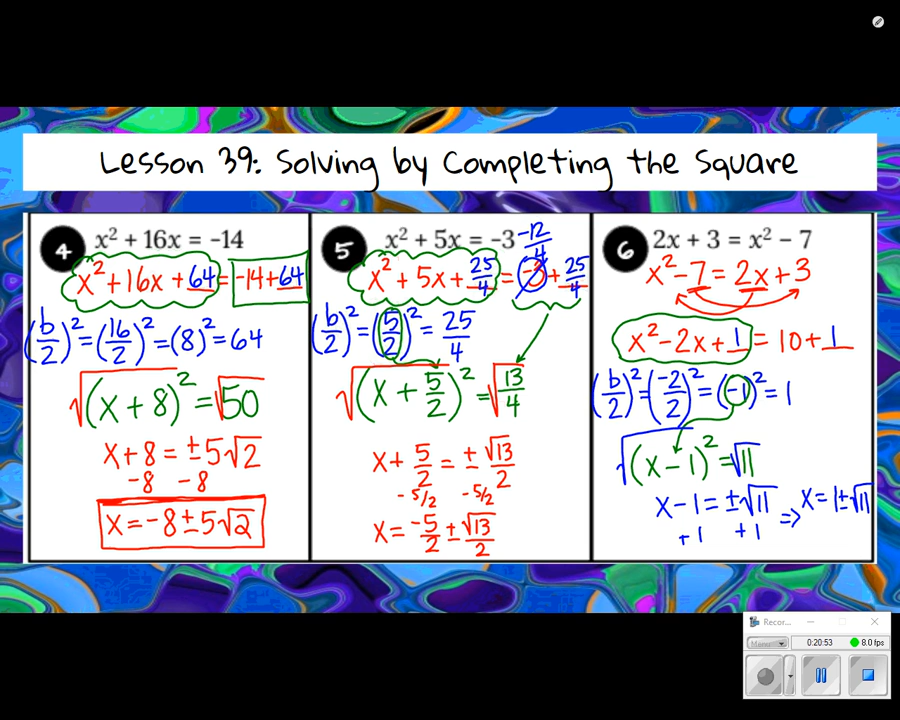 Lesson 39: Solving by Completing the Square
4
x² + 16x = -14
x² + 16x + 64 = -14 + 64
(b/2)² = (16/2)² = (8)² = 64
√(x + 8)² = √50
x + 8 = ± 5√2
-8 -8
x = -8 ± 5√2
5
x² + 5x = -3
-12/4
x² + 5x + 25/4 = (-3) + 25/4
(b/2)² = (5/2)² = 25/4
√(x + 5/2)² = √13/4
x + 5/2 = ± √13/2
- 5/2 - 5/2
x = -5/2 ± √13/2
6
2x + 3 = x² - 7
x² - 7 = 2x + 3
x² - 2x + 1 = 10 + 1
(b/2)² = (-2/2)² = (-1)² = 1
√(x - 1)² = √11
x - 1 = ± √11 => x = 1 ± √11
+1 +1
Recor...
Menu
0:20:53
8.0 fps